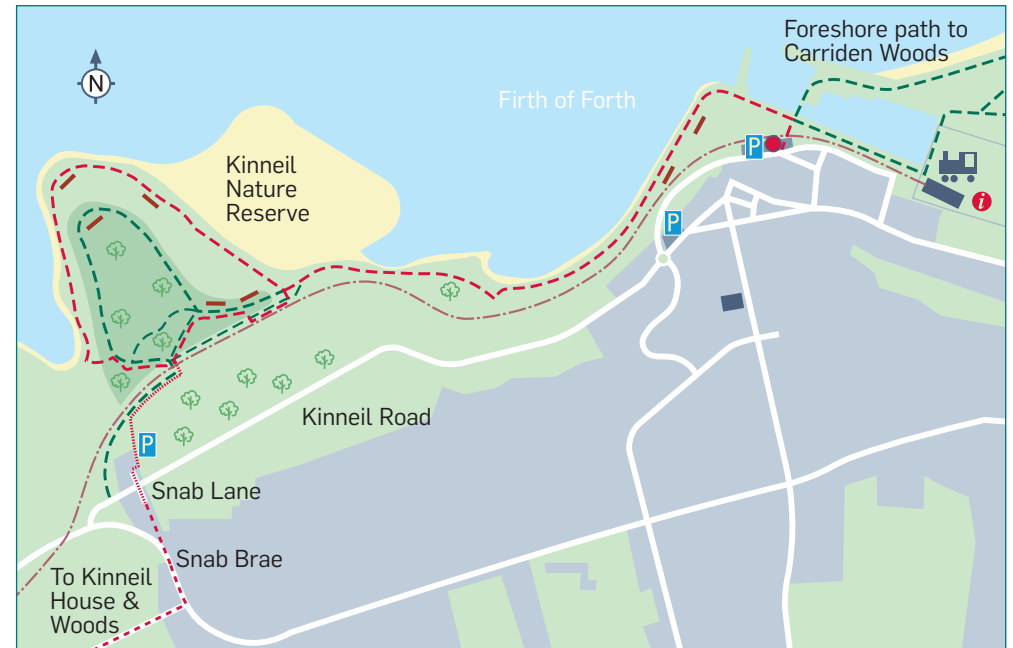 Foreshore path to
Carriden Woods
N
Firth of Forth
Kinneil
Nature
Reserve
P
i
P
Kinneil Road
P
Snab Lane
Snab Brae
To Kinneil
House &
Woods